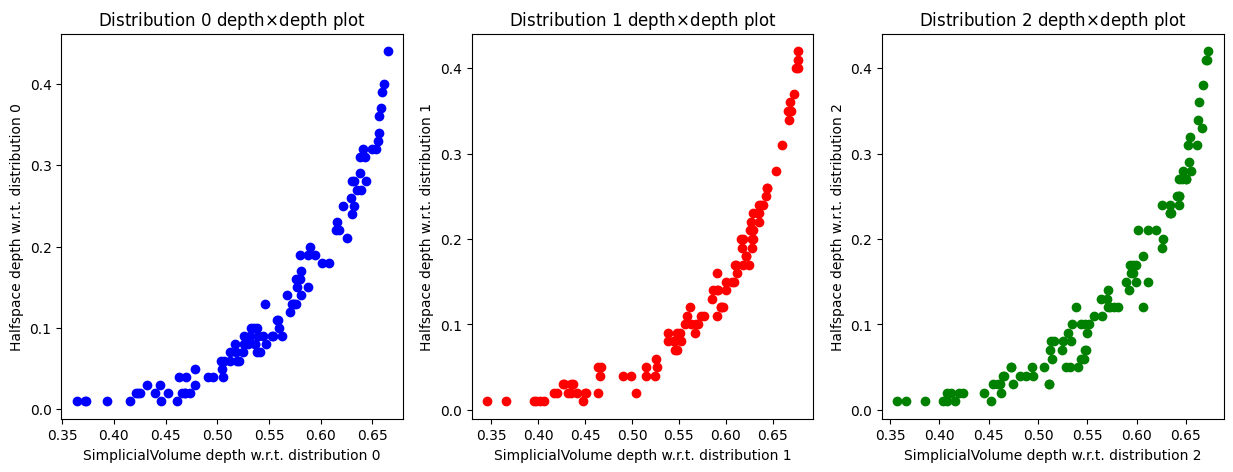 Distribution 0 depth×depth plot
Halfspace depth w.r.t. distribution 0
0.4
0.3
0.2
0.1
0.0
0.35 0.40 0.45 0.50 0.55 0.60 0.65
SimplicialVolume depth w.r.t. distribution 0
Distribution 1 depth×depth plot
Halfspace depth w.r.t. distribution 1
0.4
0.3
0.2
0.1
0.0
0.35 0.40 0.45 0.50 0.55 0.60 0.65
SimplicialVolume depth w.r.t. distribution 1
Distribution 2 depth×depth plot
Halfspace depth w.r.t. distribution 2
0.4
0.3
0.2
0.1
0.0
0.35 0.40 0.45 0.50 0.55 0.60 0.65
SimplicialVolume depth w.r.t. distribution 2